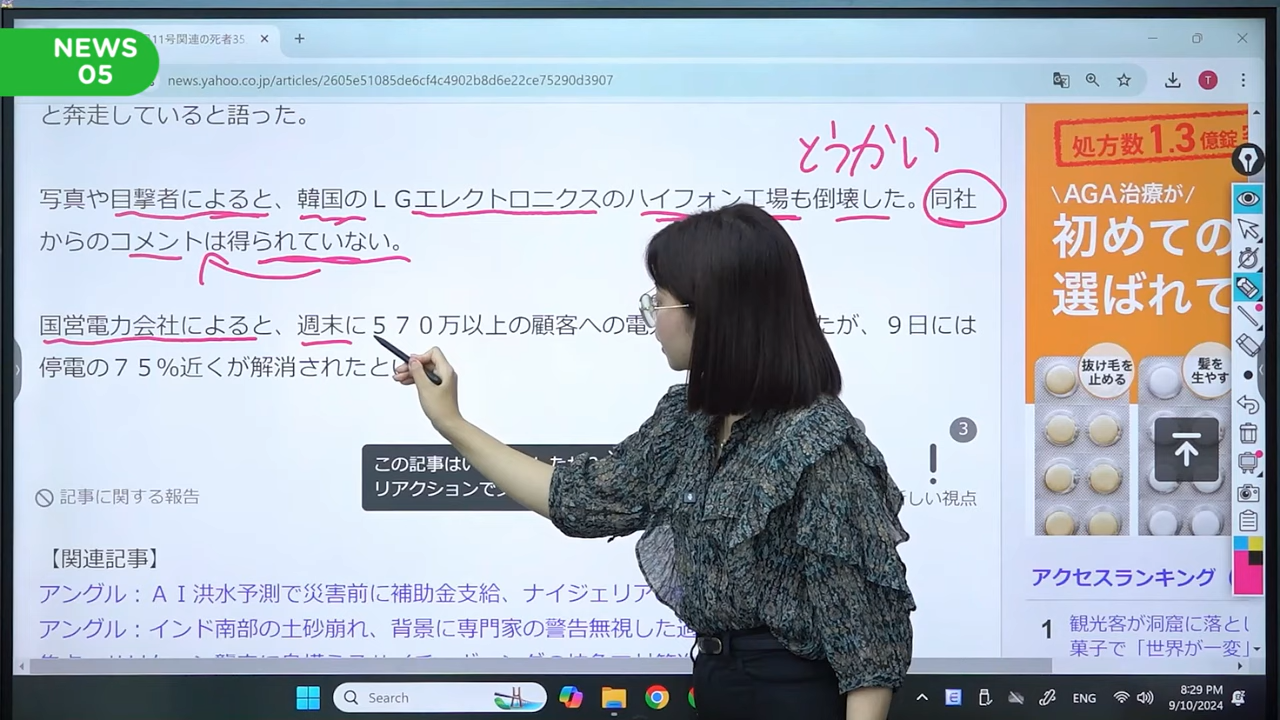 NEWS
05
11号関連の死者35
news.yahoo.co.jp/articles/2605e51085de6cf4c4902b8d6e22ce75290d3907
T
と奔走していると語った。
とうかい
写真や目撃者によると、韓国のＬＧエレクトロニクスのハイフォン工場も倒壊した。同社
からのコメントは得られていない。
国営電力会社によると、週末に５７０万以上の顧客への電 たが、９日には
停電の７５％近くが解消されたと
処方数1.3億錠
\AGA治療が/
初めての
選ばれて
抜け毛を
止める
髪を
生やす
3
この記事は
リアクションで
記事に関する報告
しい視点
【関連記事】
アングル：ＡＩ洪水予測で災害前に補助金支給、ナイジェリア
アングル：インド南部の土砂崩れ、背景に専門家の警告無視した
アクセスランキング
1 観光客が洞窟に落とし
菓子で「世界が一変」
Search
ENG
8:29 PM
9/10/2024